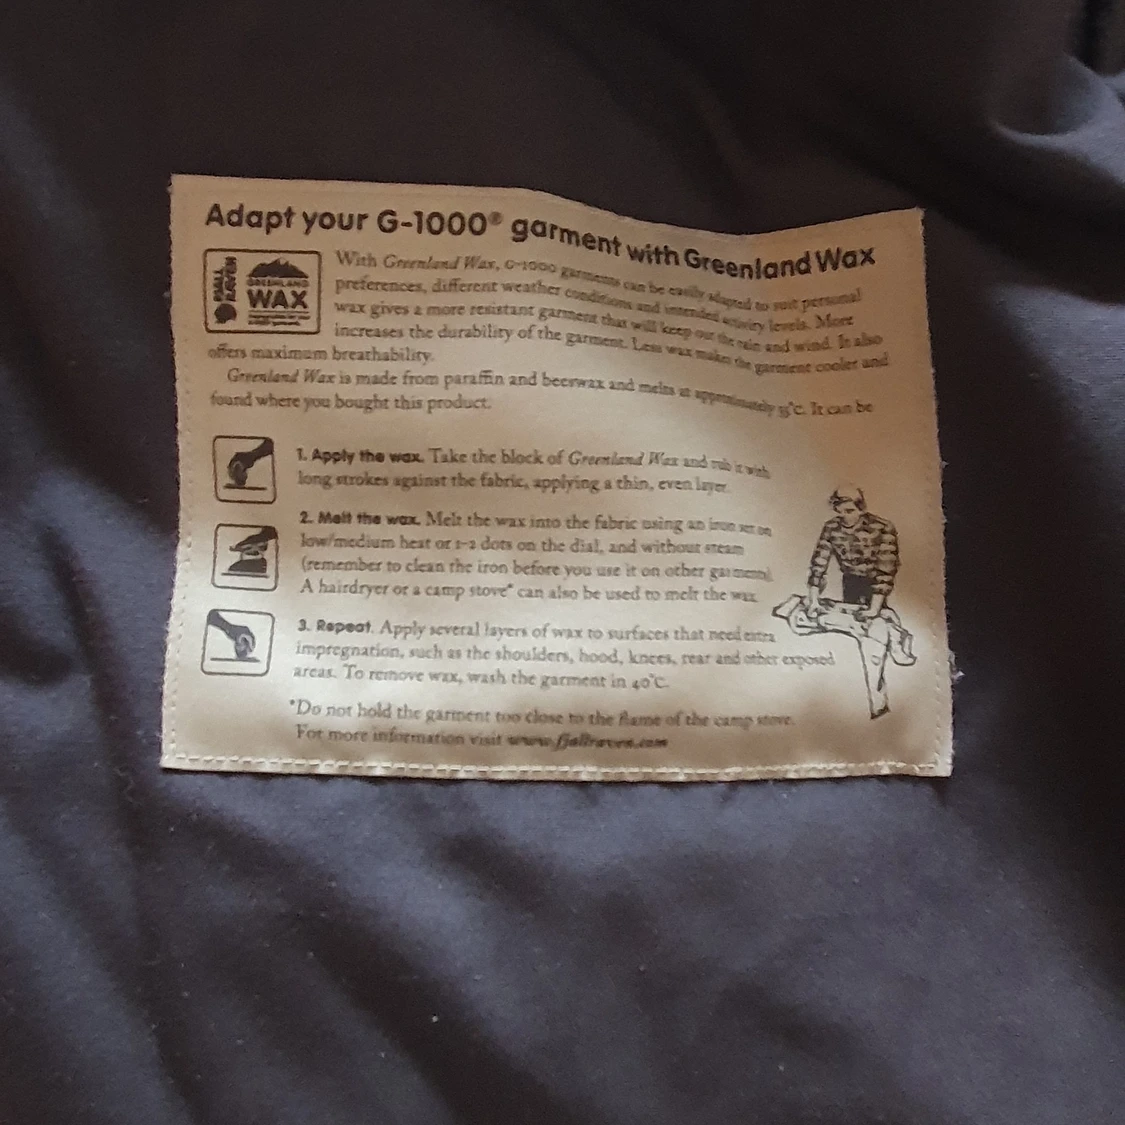 Adapt your G-1000® garment with Greenland Wax
FJÄLL
RÄVEN
GREENLAND
WAX
With Greenland Wax, G-1000 garments can be easily adapted to suit personal
preferences, different weather conditions and intended activity levels. More
wax gives a more resistant garment that will keep out the rain and wind. It also
increases the durability of the garment. Less wax makes the garment cooler and
offers maximum breathability.
Greenland Wax is made from paraffin and beeswax and melts at approximately 55°C. It can be
found where you bought this product.
1. Apply the wax. Take the block of Greenland Wax and rub it with
long strokes against the fabric, applying a thin, even layer.
2. Melt the wax. Melt the wax into the fabric using an iron set on
low/medium heat or 1-2 dots on the dial, and without steam
(remember to clean the iron before you use it on other garments).
A hairdryer or a camp stove* can also be used to melt the wax.
3. Repeat. Apply several layers of wax to surfaces that need extra
impregnation, such as the shoulders, hood, knees, rear and other exposed
areas. To remove wax, wash the garment in 40°C.
*Do not hold the garment too close to the flame of the camp stove.
For more information visit www.fjallraven.com